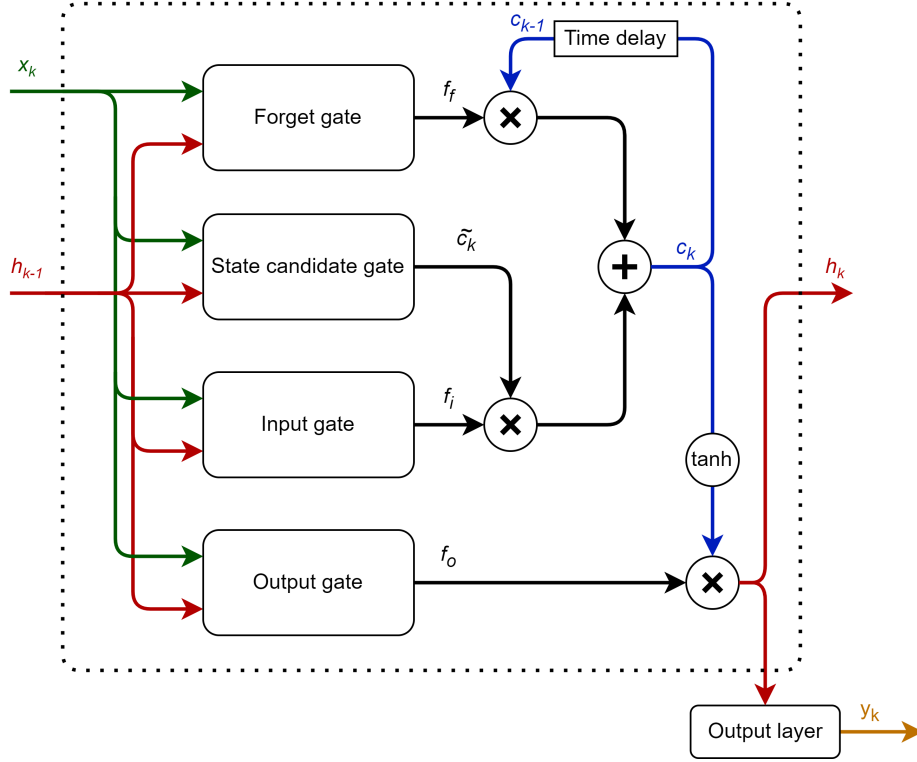 c_{k-1}
Time delay
x_k
f_f
×
Forget gate
c̃_k
State candidate gate
+
c_k
h_{k-1}
h_k
f_i
×
Input gate
tanh
f_o
×
Output gate
y_k
Output layer